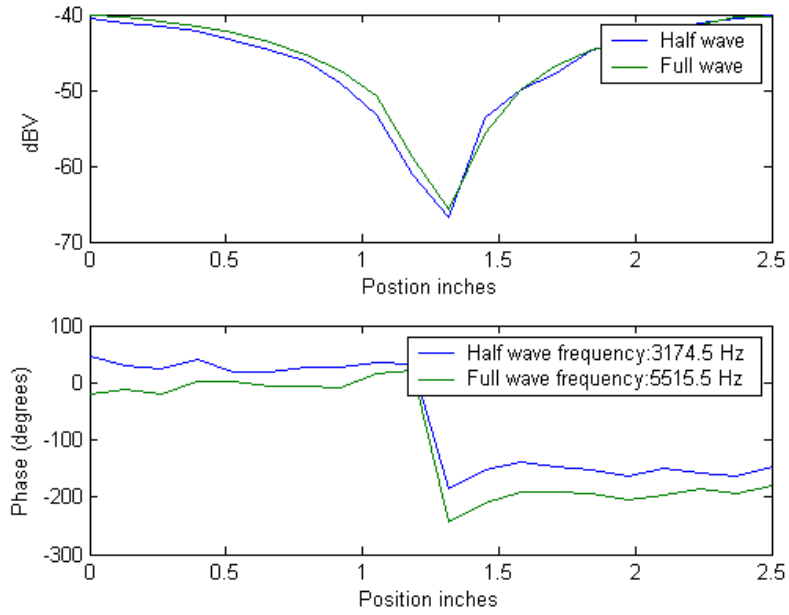 -40
-50
-60
-70
dBV
0
0.5
1
1.5
2
2.5
Postion inches
Half wave
Full wave
100
0
-100
-200
-300
Phase (degrees)
0
0.5
1
1.5
2
2.5
Position inches
Half wave frequency:3174.5 Hz
Full wave frequency:5515.5 Hz